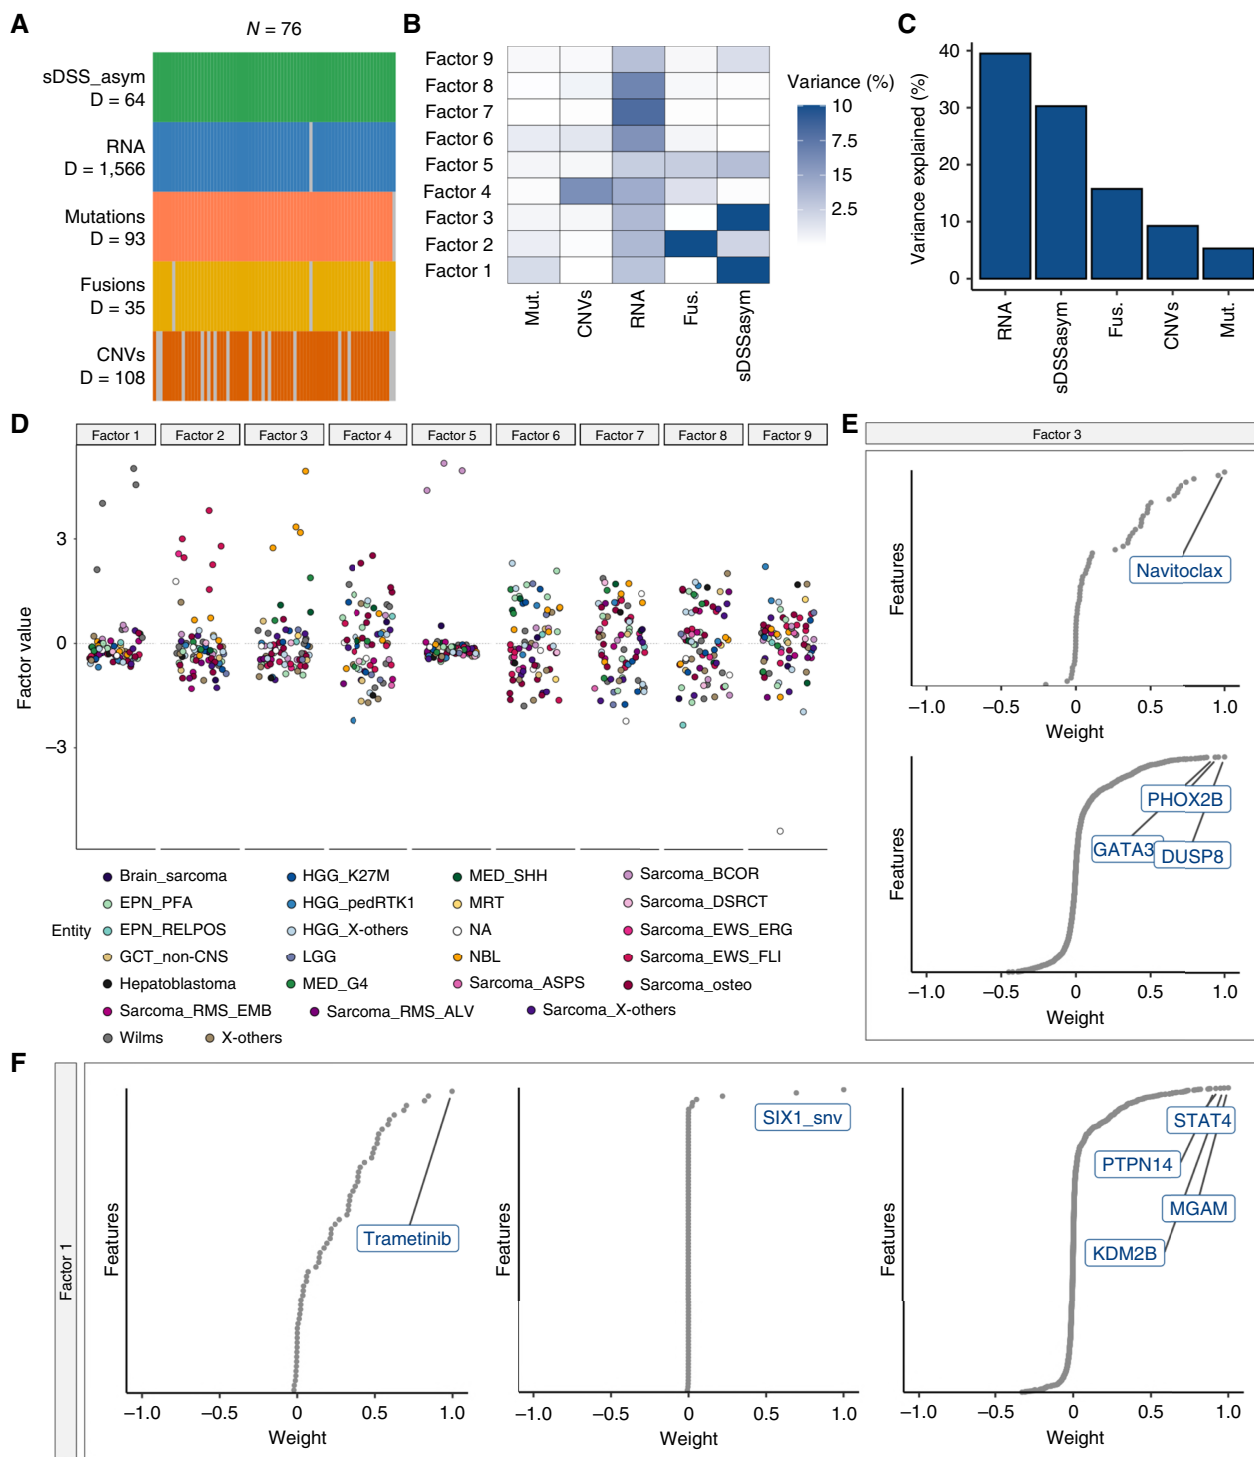 A
N = 76
sDSS_asym
D = 64
RNA
D = 1,566
Mutations
D = 93
Fusions
D = 35
CNVs
D = 108
B
Factor 9
Factor 8
Factor 7
Factor 6
Factor 5
Factor 4
Factor 3
Factor 2
Factor 1
Mut.
CNVs
RNA
Fus.
sDSSasym
Variance (%)
10
7.5
15
2.5
C
Variance explained (%)
40
30
20
10
0
RNA
sDSSasym
Fus.
CNVs
Mut.
D
Factor 1 Factor 2 Factor 3 Factor 4 Factor 5 Factor 6 Factor 7 Factor 8 Factor 9
Factor value
3
0
−3
Entity
Brain_sarcoma HGG_K27M MED_SHH Sarcoma_BCOR
EPN_PFA HGG_pedRTK1 MRT Sarcoma_DSRCT
EPN_RELPOS HGG_X-others NA Sarcoma_EWS_ERG
GCT_non-CNS LGG NBL Sarcoma_EWS_FLI
Hepatoblastoma MED_G4 Sarcoma_ASPS Sarcoma_osteo
Sarcoma_RMS_EMB Sarcoma_RMS_ALV Sarcoma_X-others
Wilms X-others
E
Factor 3
Features
Navitoclax
−1.0 −0.5 0 0.5 1.0
Weight
Features
PHOX2B
GATA3 DUSP8
−1.0 −0.5 0 0.5 1.0
Weight
F
Factor 1
Features
Trametinib
−1.0 −0.5 0 0.5 1.0
Weight
Features
SIX1_snv
−1.0 −0.5 0 0.5 1.0
Weight
Features
STAT4
PTPN14
MGAM
KDM2B
−1.0 −0.5 0 0.5 1.0
Weight